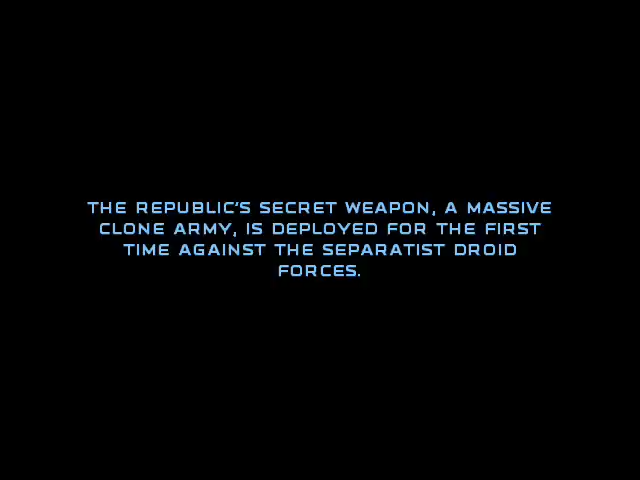 THE REPUBLIC'S SECRET WEAPON, A MASSIVE
CLONE ARMY, IS DEPLOYED FOR THE FIRST
TIME AGAINST THE SEPARATIST DROID
FORCES.